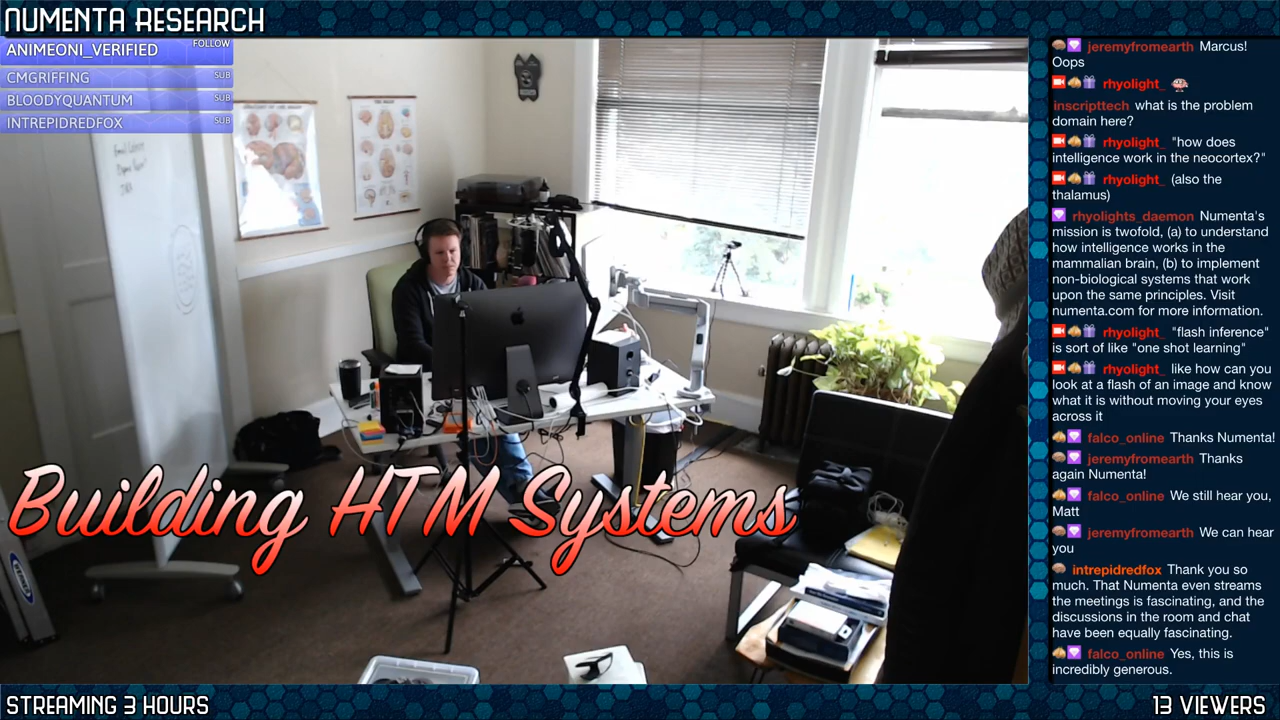 NUMENTA RESEARCH
ANIMEONI_VERIFIED FOLLOW
CMGRIFFING SUB
BLOODYQUANTUM SUB
INTREPIDREDFOX SUB
Building HTM Systems
jeremyfromearth Marcus!
Oops
rhyolight_
inscripttech what is the problem
domain here?
rhyolight_ "how does
intelligence work in the neocortex?"
rhyolight_ (also the
thalamus)
rhyolights_daemon Numenta's
mission is twofold, (a) to understand
how intelligence works in the
mammalian brain, (b) to implement
non-biological systems that work
upon the same principles. Visit
numenta.com for more information.
rhyolight_ "flash inference"
is sort of like "one shot learning"
rhyolight_ like how can you
look at a flash of an image and know
what it is without moving your eyes
across it
falco_online Thanks Numenta!
jeremyfromearth Thanks
again Numenta!
falco_online We still hear you,
Matt
jeremyfromearth We can hear
you
intrepidredfox Thank you so
much. That Numenta even streams
the meetings is fascinating, and the
discussions in the room and chat
have been equally fascinating.
falco_online Yes, this is
incredibly generous.
STREAMING 3 HOURS
13 VIEWERS